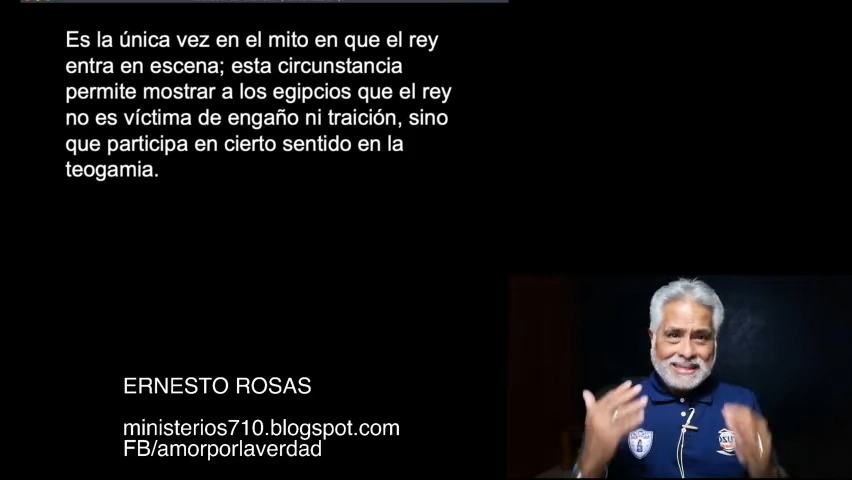 Es la única vez en el mito en que el rey
entra en escena; esta circunstancia
permite mostrar a los egipcios que el rey
no es víctima de engaño ni traición, sino
que participa en cierto sentido en la
teogamia.
ERNESTO ROSAS
ministerios710.blogspot.com
FB/amorporlaverdad